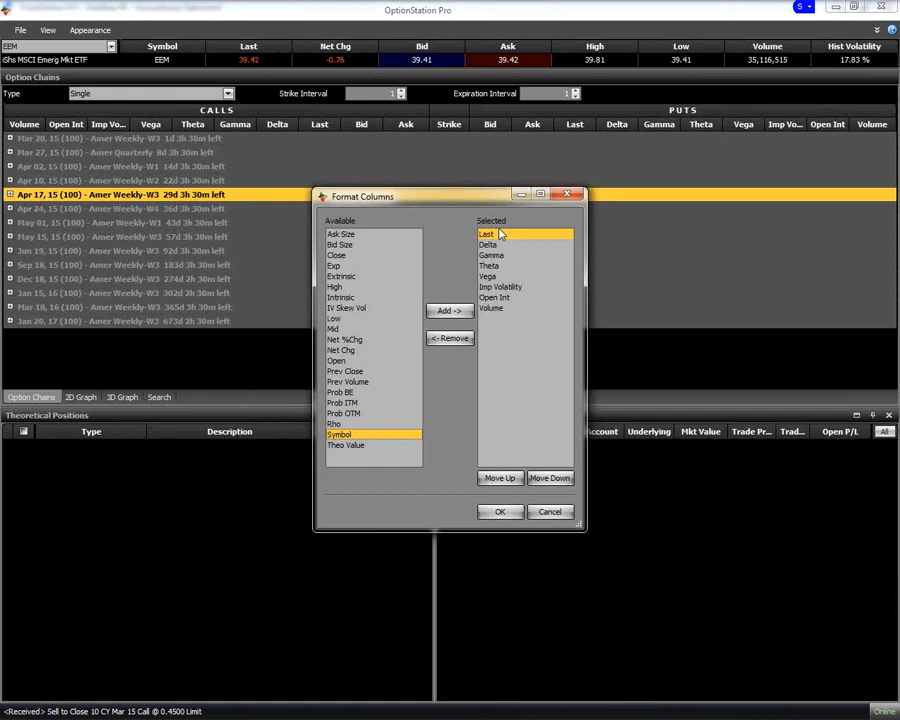 OptionStation Pro
S
File View Appearance
EEM Symbol Last Net Chg Bid Ask High Low Volume Hist Volatility
iShs MSCI Emerg Mkt ETF EEM 39.42 -0.76 39.41 39.42 39.81 39.41 35,116,515 17.83 %
Option Chains
Type Single Strike Interval 1 Expiration Interval 1
CALLS PUTS
Volume Open Int Imp Vo... Vega Theta Gamma Delta Last Bid Ask Strike Bid Ask Last Delta Gamma Theta Vega Imp Vo... Open Int Volume
Mar 20, 15 (100) - Amer Weekly-W3 1d 3h 30m left
Mar 27, 15 (100) - Amer Quarterly 8d 3h 30m left
Apr 02, 15 (100) - Amer Weekly-W1 14d 3h 30m left
Apr 10, 15 (100) - Amer Weekly-W2 22d 3h 30m left
Apr 17, 15 (100) - Amer Weekly-W3 29d 3h 30m left
Apr 24, 15 (100) - Amer Weekly-W4 36d 3h 30m left
May 01, 15 (100) - Amer Weekly-W1 43d 3h 30m left
May 15, 15 (100) - Amer Weekly-W3 57d 3h 30m left
Jun 19, 15 (100) - Amer Weekly-W3 92d 3h 30m left
Sep 18, 15 (100) - Amer Weekly-W3 183d 3h 30m left
Dec 18, 15 (100) - Amer Weekly-W3 274d 3h 30m left
Jan 15, 16 (100) - Amer Weekly-W3 302d 2h 30m left
Mar 18, 16 (100) - Amer Weekly-W3 365d 3h 30m left
Jan 20, 17 (100) - Amer Weekly-W3 673d 2h 30m left
Format Columns
Available
Ask Size
Bid Size
Close
Exp
Extrinsic
High
Intrinsic
IV Skew Vol
Low
Mid
Net %Chg
Net Chg
Open
Prev Close
Prev Volume
Prob BE
Prob ITM
Prob OTM
Rho
Symbol
Theo Value
Add ->
<- Remove
Selected
Last
Delta
Gamma
Theta
Vega
Imp Volatility
Open Int
Volume
Move Up Move Down
OK Cancel
Option Chains 2D Graph 3D Graph Search
Theoretical Positions
Type Description Account Underlying Mkt Value Trade Pr... Trad... Open P/L All
<Received> Sell to Close 10 CY Mar 15 Call @ 0.4500 Limit
Online